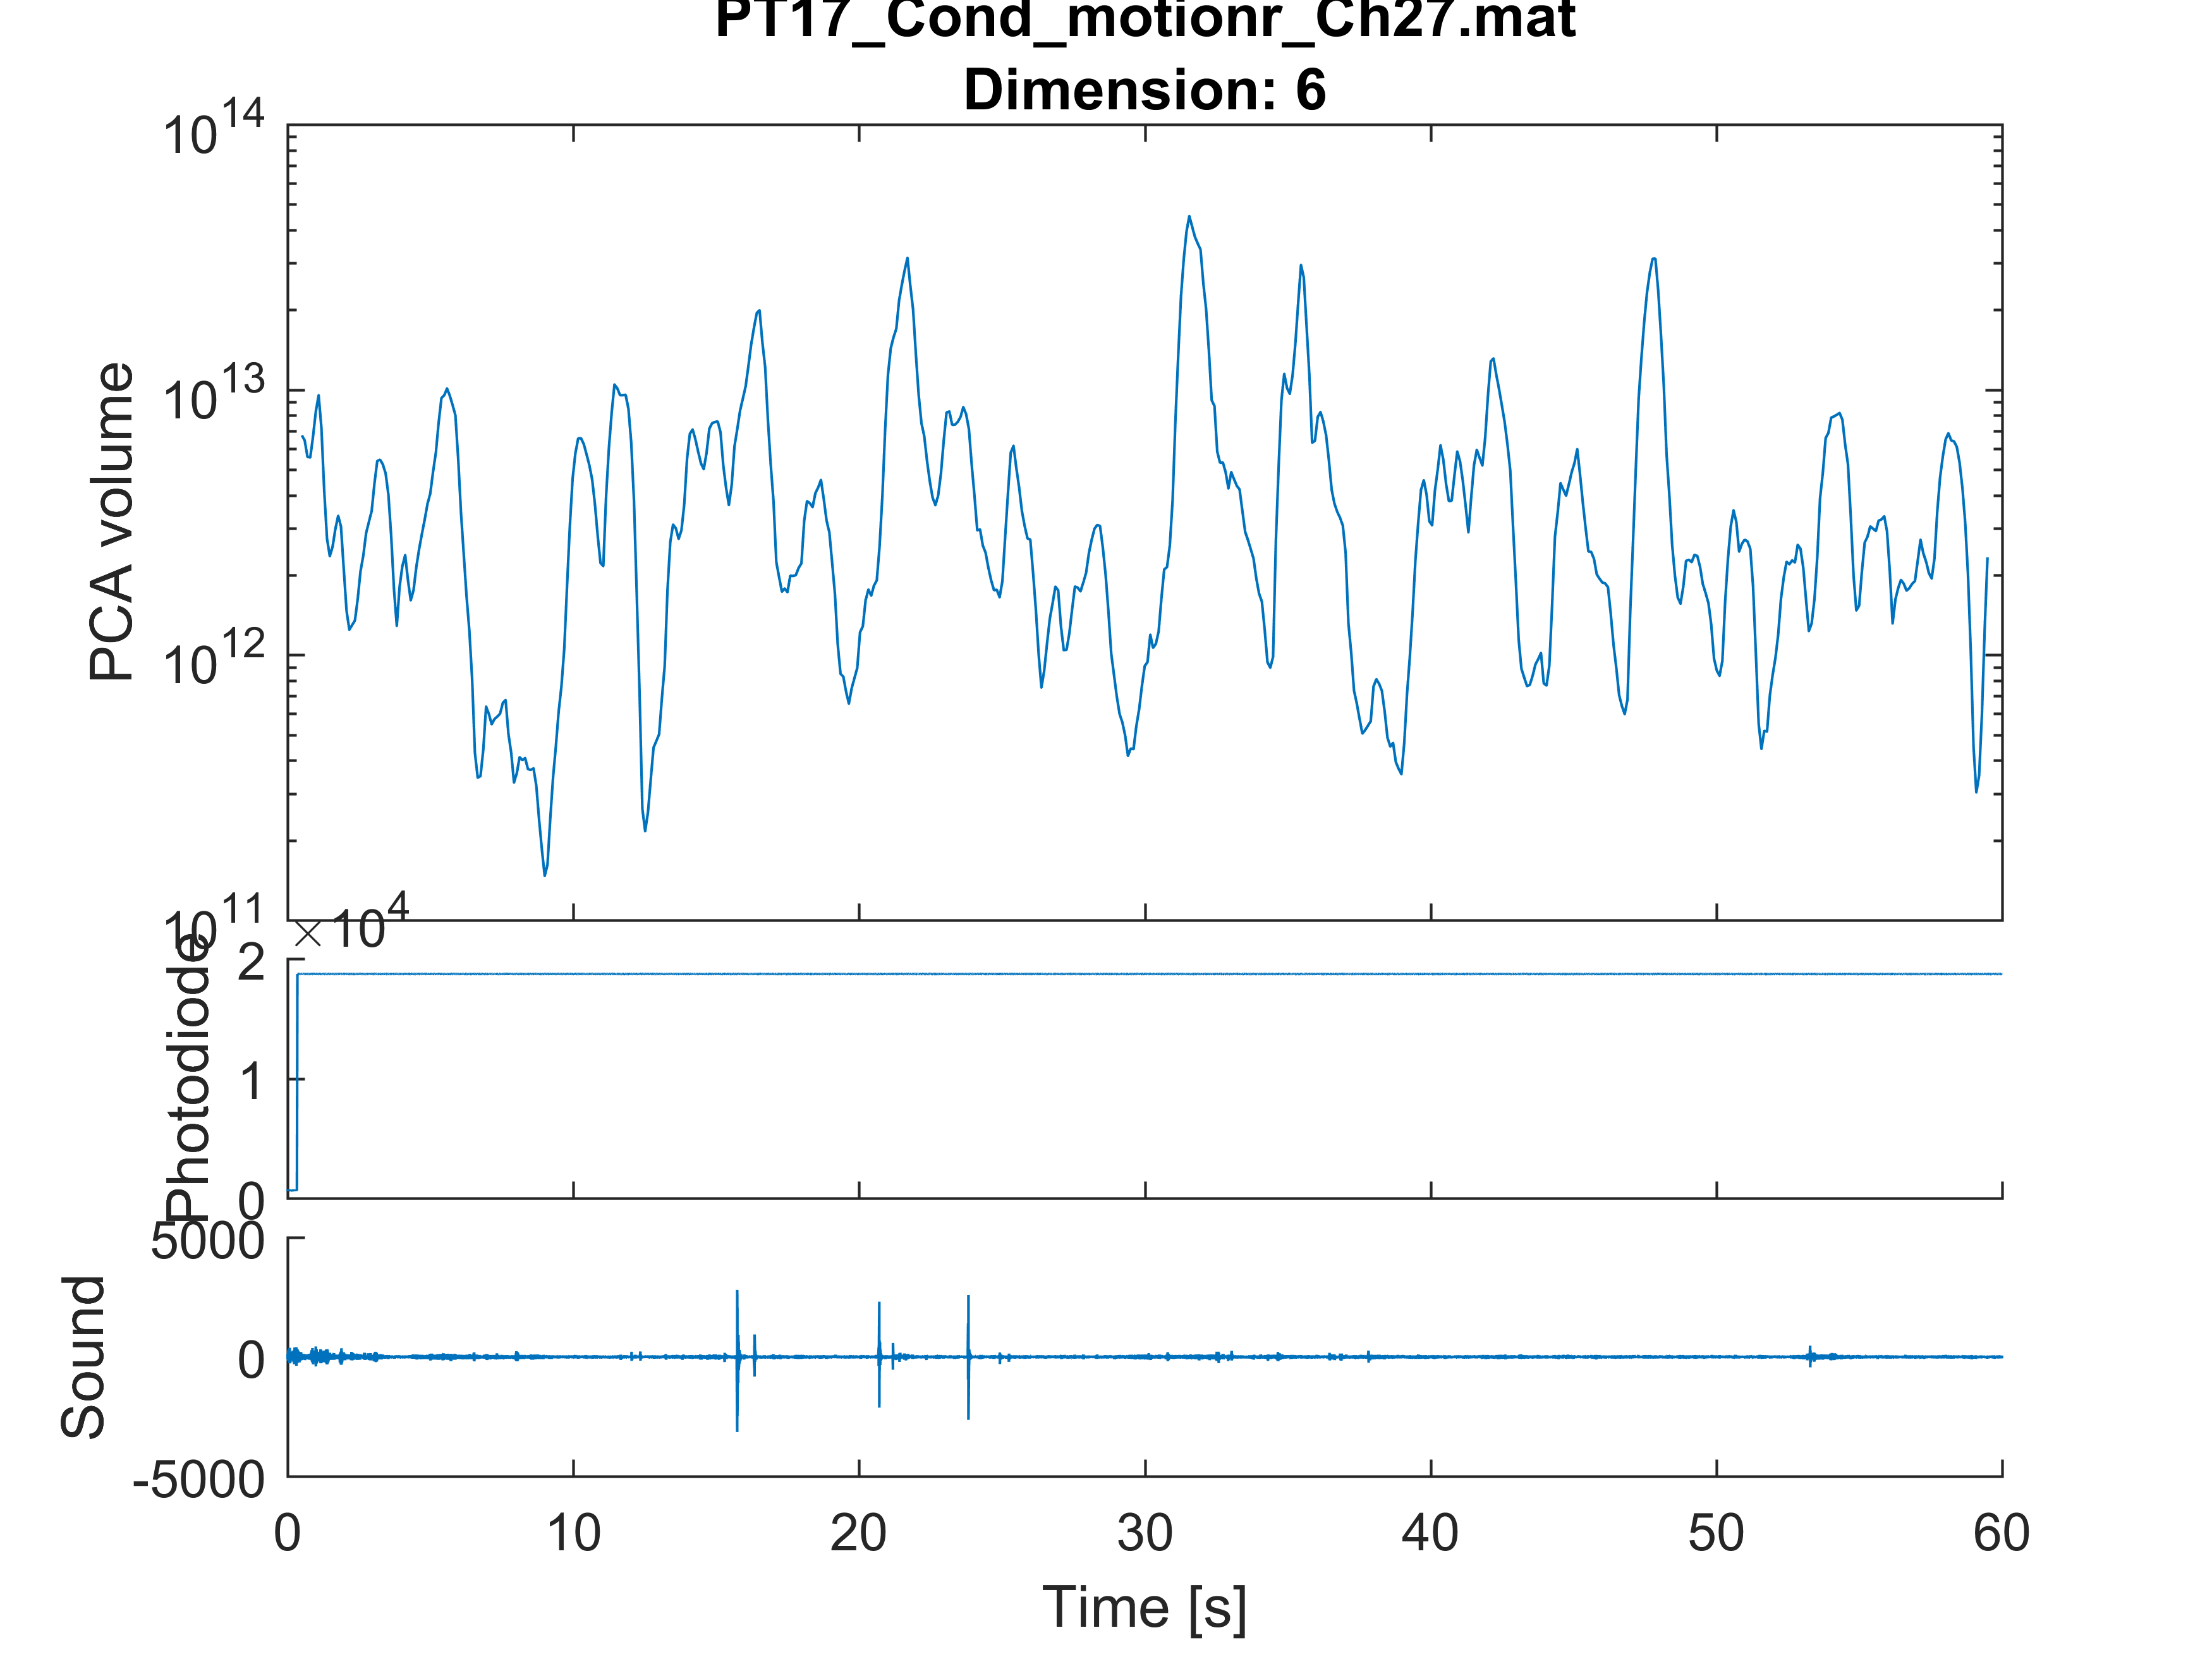 PT17_Cond_motionr_Ch27.mat
Dimension: 6
10^14
10^13
10^12
10^11
PCA volume
× 10^4
2
1
0
Photodiode
5000
0
-5000
Sound
0 10 20 30 40 50 60
Time [s]